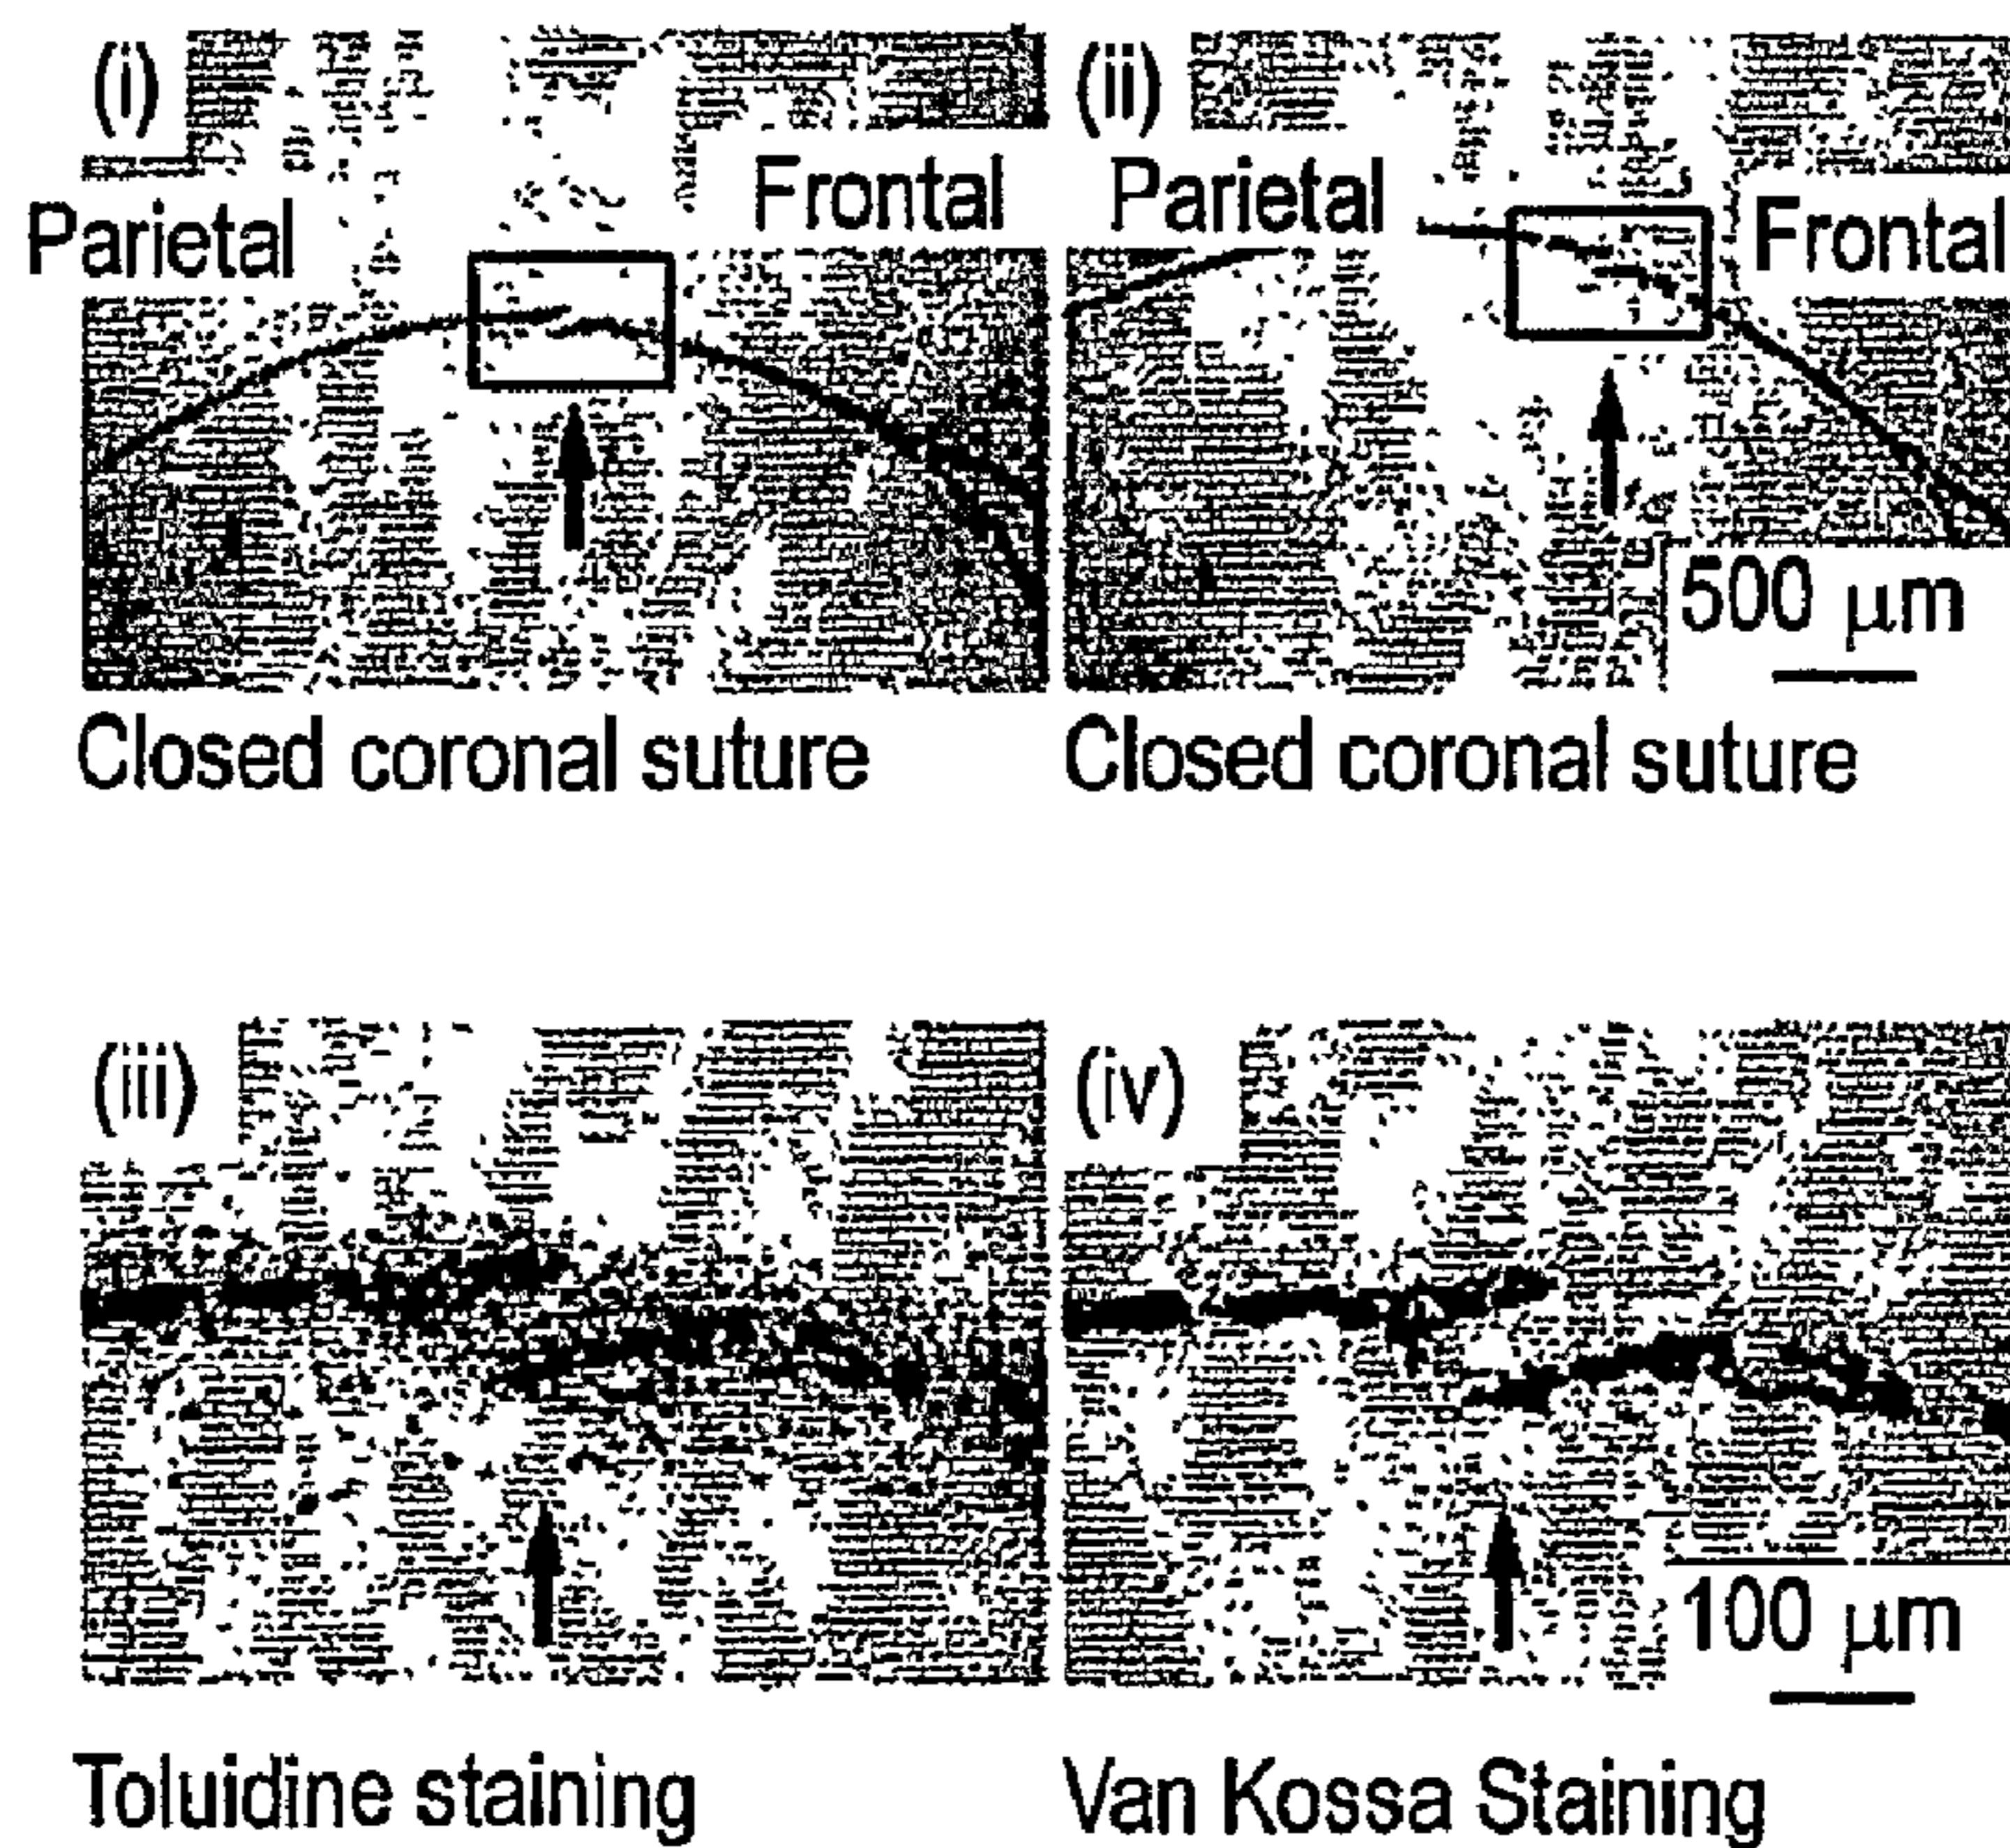 (i)
(ii)
Parietal
Frontal
Parietal
Frontal
500 μm
Closed coronal suture
Closed coronal suture
(iii)
(iv)
100 μm
Toluidine staining
Van Kossa Staining